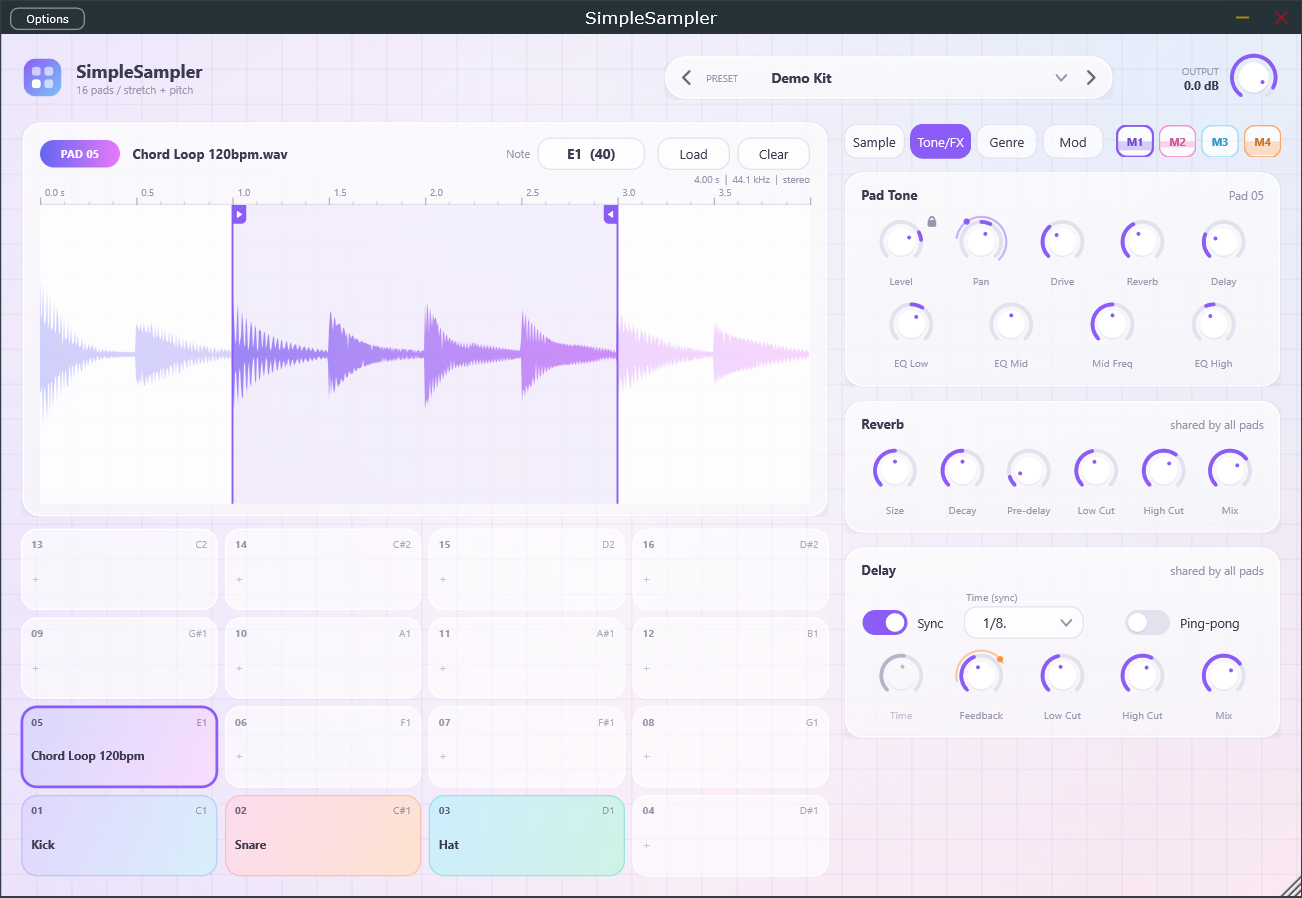 Options
SimpleSampler
SimpleSampler
16 pads / stretch + pitch
PRESET
Demo Kit
OUTPUT
0.0 dB
PAD 05
Chord Loop 120bpm.wav
Note
E1 (40)
Load
Clear
4.00 s | 44.1 kHz | stereo
0.0 s
0.5
1.0
1.5
2.0
2.5
3.0
3.5
Sample
Tone/FX
Genre
Mod
M1
M2
M3
M4
Pad Tone
Pad 05
Level
Pan
Drive
Reverb
Delay
EQ Low
EQ Mid
Mid Freq
EQ High
Reverb
shared by all pads
Size
Decay
Pre-delay
Low Cut
High Cut
Mix
Delay
shared by all pads
Time (sync)
Sync
1/8.
Ping-pong
Time
Feedback
Low Cut
High Cut
Mix
13
C2
+
14
C#2
+
15
D2
+
16
D#2
+
09
G#1
+
10
A1
+
11
A#1
+
12
B1
+
05
E1
Chord Loop 120bpm
06
F1
+
07
F#1
+
08
G1
+
01
C1
Kick
02
C#1
Snare
03
D1
Hat
04
D#1
+